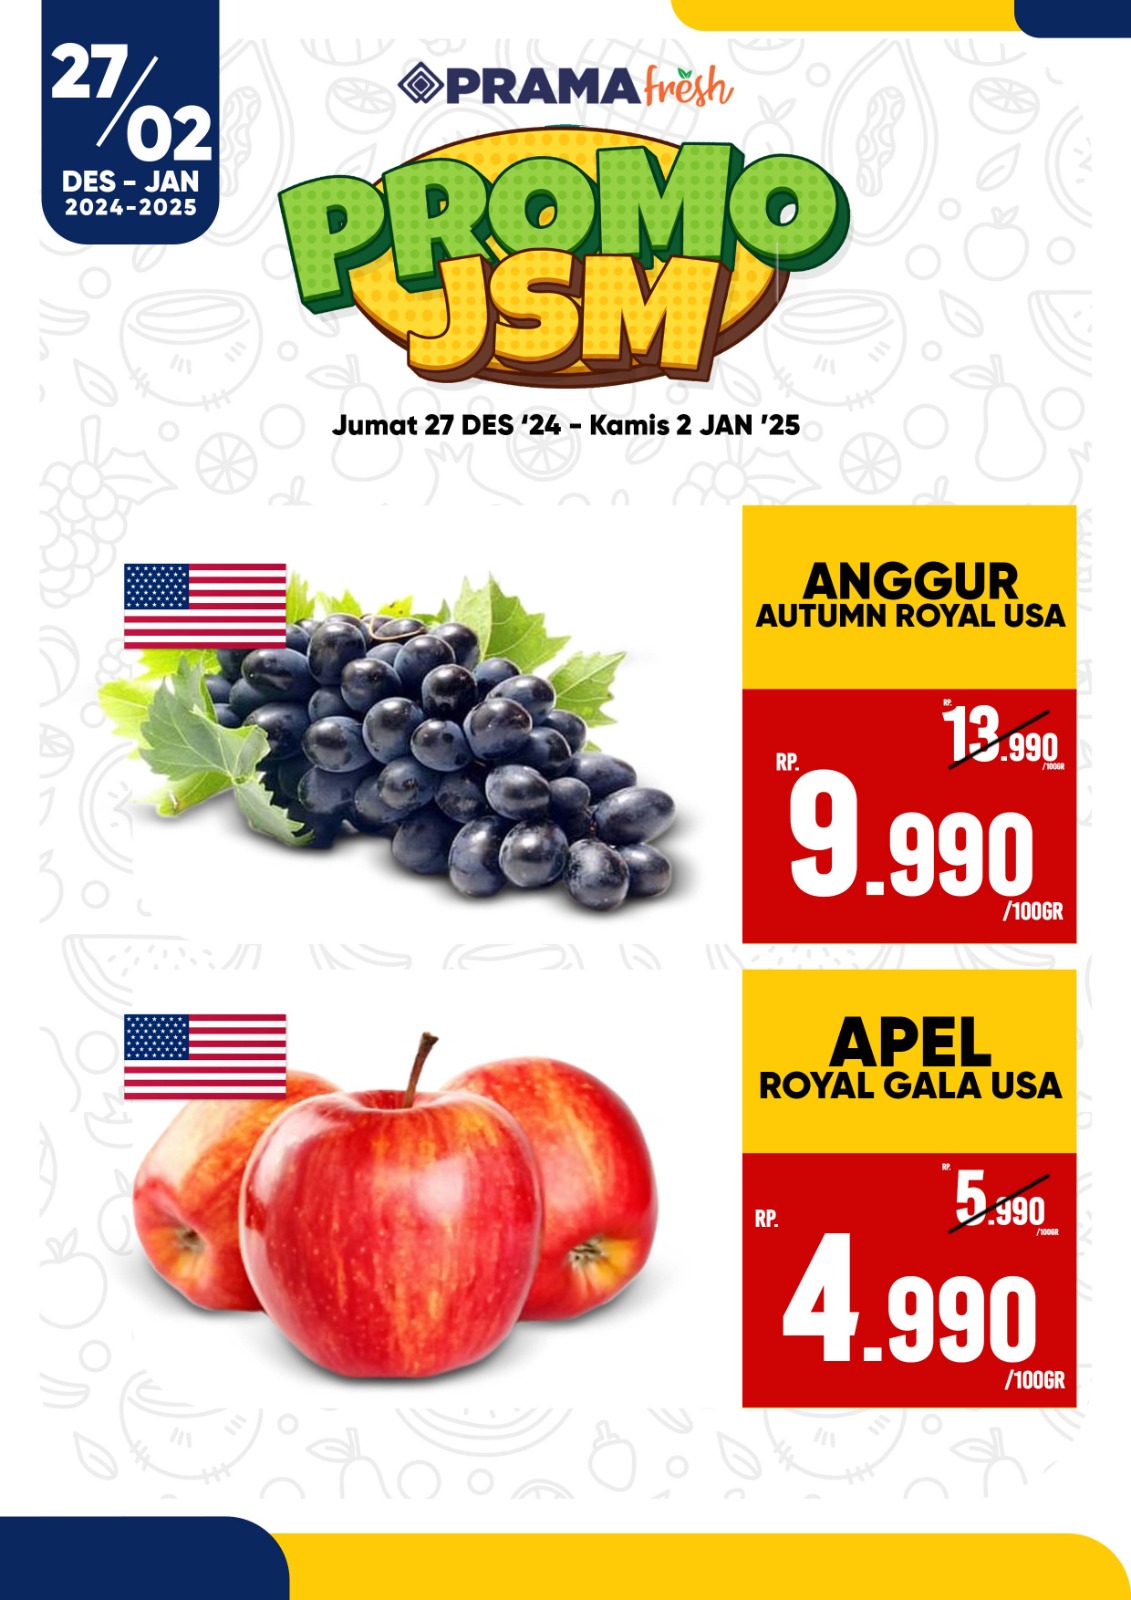 27/
02
DES - JAN
2024-2025
PRAMA fresh
PROMO
JSM
Jumat 27 DES ‘24 - Kamis 2 JAN ’25
ANGGUR
AUTUMN ROYAL USA
RP. 13.990
/100GR
RP.
9.990
/100GR
APEL
ROYAL GALA USA
RP. 5.990
/100GR
RP.
4.990
/100GR